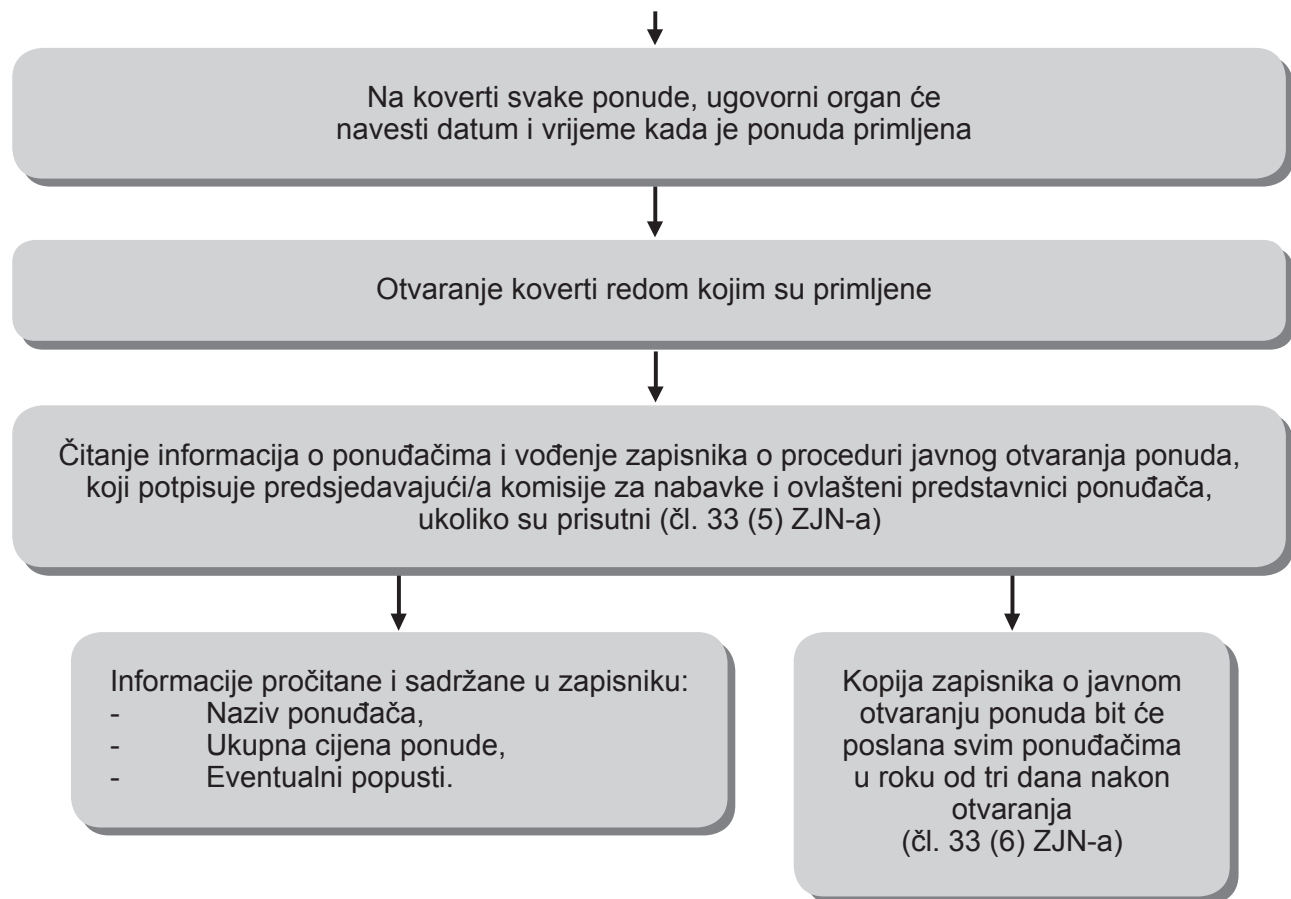 Na koverti svake ponude, ugovorni organ će
navesti datum i vrijeme kada je ponuda primljena
Otvaranje koverti redom kojim su primljene
Čitanje informacija o ponuđačima i vođenje zapisnika o proceduri javnog otvaranja ponuda,
koji potpisuje predsjedavajući/a komisije za nabavke i ovlašteni predstavnici ponuđača,
ukoliko su prisutni (čl. 33 (5) ZJN-a)
Informacije pročitane i sadržane u zapisniku:
- Naziv ponuđača,
- Ukupna cijena ponude,
- Eventualni popusti.
Kopija zapisnika o javnom
otvaranju ponuda bit će
poslana svim ponuđačima
u roku od tri dana nakon
otvaranja
(čl. 33 (6) ZJN-a)